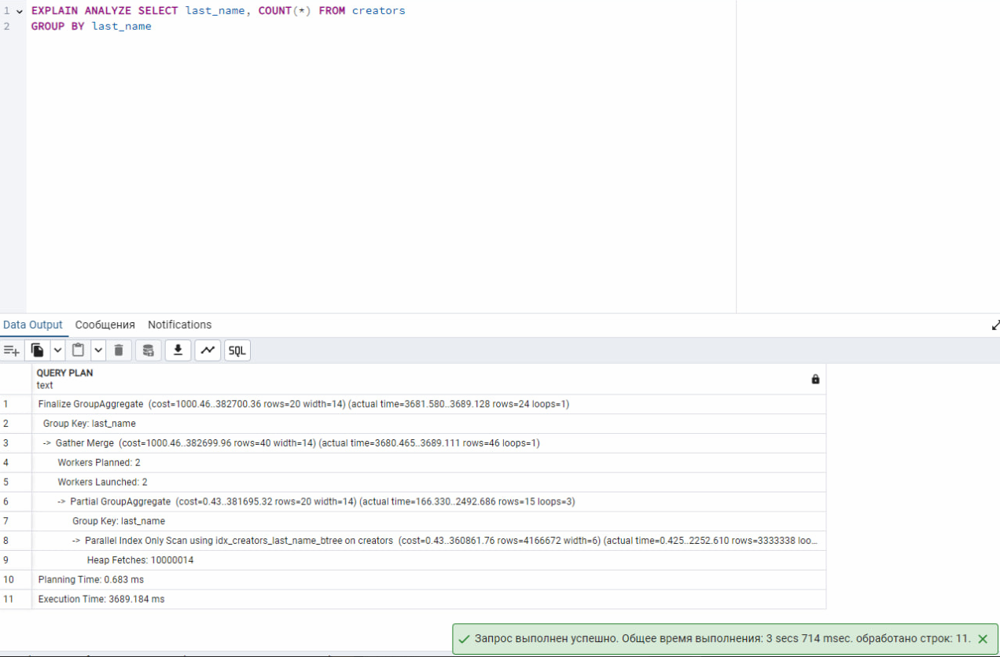 1 EXPLAIN ANALYZE SELECT last_name, COUNT(*) FROM creators
2 GROUP BY last_name
Data Output Сообщения Notifications
SQL
QUERY PLAN
text
1 Finalize GroupAggregate (cost=1000.46..382700.36 rows=20 width=14) (actual time=3681.580..3689.128 rows=24 loops=1)
2 Group Key: last_name
3 -> Gather Merge (cost=1000.46..382699.96 rows=40 width=14) (actual time=3680.465..3689.111 rows=46 loops=1)
4 Workers Planned: 2
5 Workers Launched: 2
6 -> Partial GroupAggregate (cost=0.43..381695.32 rows=20 width=14) (actual time=166.330..2492.686 rows=15 loops=3)
7 Group Key: last_name
8 -> Parallel Index Only Scan using idx_creators_last_name_btree on creators (cost=0.43..360861.76 rows=4166672 width=6) (actual time=0.425..2252.610 rows=3333338 loo...
9 Heap Fetches: 10000014
10 Planning Time: 0.683 ms
11 Execution Time: 3689.184 ms
Запрос выполнен успешно. Общее время выполнения: 3 secs 714 msec. обработано строк: 11.